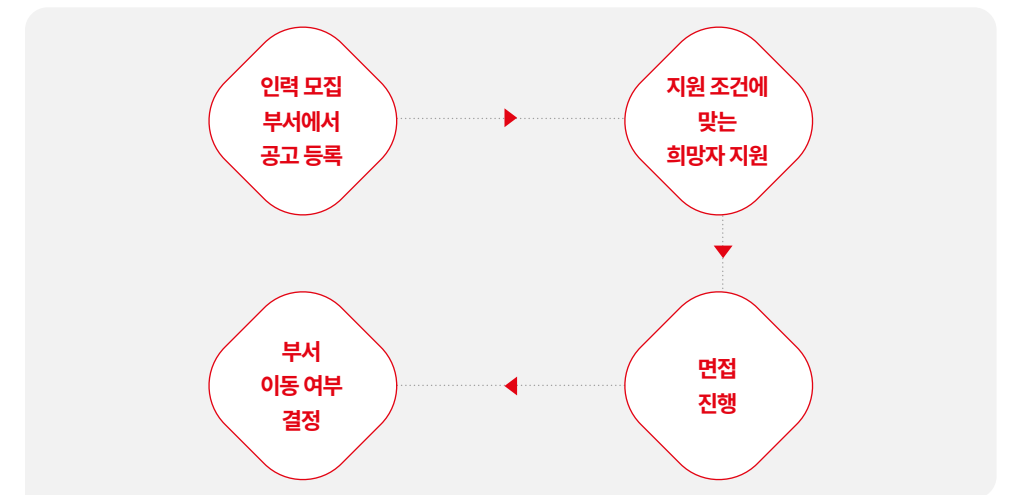 인력 모집
부서에서
공고 등록
지원 조건에
맞는
희망자 지원
면접
진행
부서
이동 여부
결정